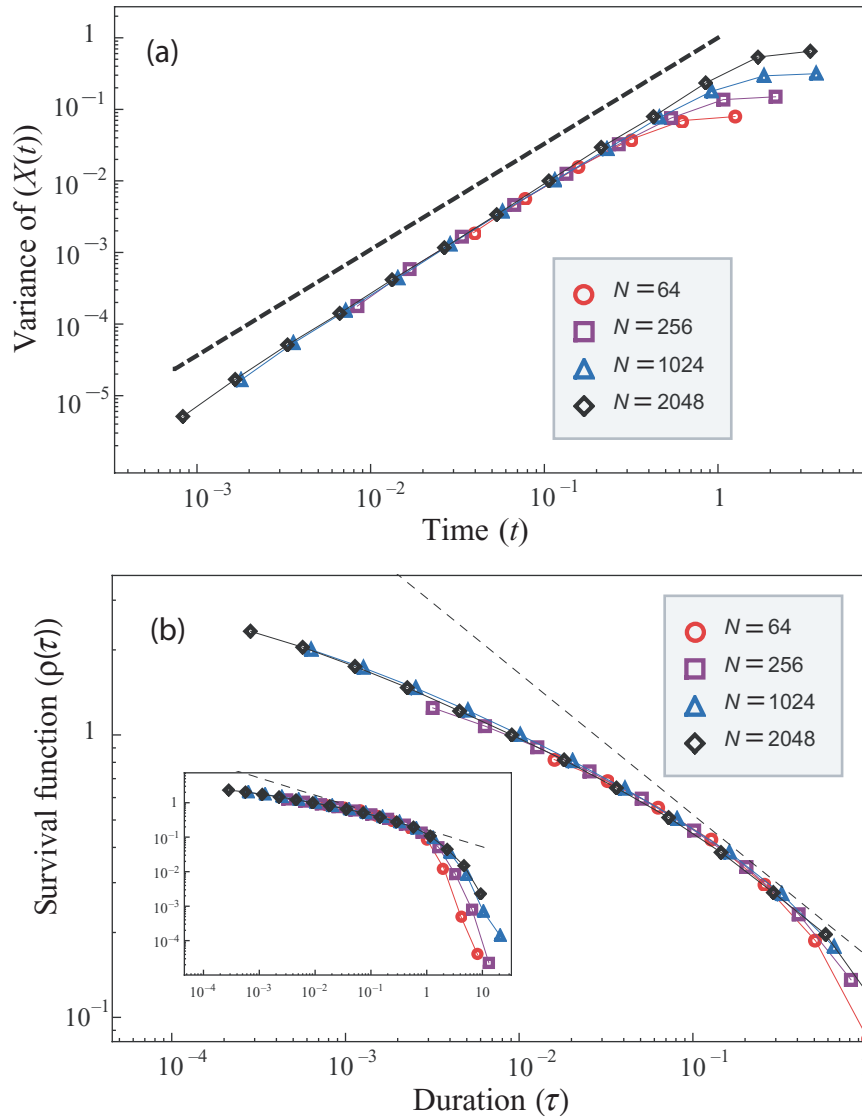 (a)
Variance of (X(t))
1
10⁻¹
10⁻²
10⁻³
10⁻⁴
10⁻⁵
N = 64
N = 256
N = 1024
N = 2048
10⁻³
10⁻²
10⁻¹
1
Time (t)
(b)
Survival function (ρ(τ))
1
10⁻¹
N = 64
N = 256
N = 1024
N = 2048
1
10⁻¹
10⁻²
10⁻³
10⁻⁴
10⁻⁴
10⁻³
10⁻²
10⁻¹
1
10
10⁻⁴
10⁻³
10⁻²
10⁻¹
Duration (τ)